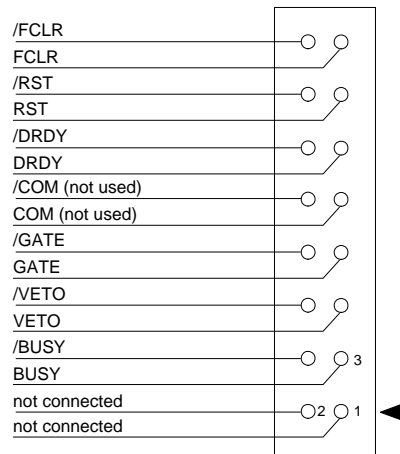 /FCLR
FCLR
/RST
RST
/DRDY
DRDY
/COM (not used)
COM (not used)
/GATE
GATE
/VETO
VETO
/BUSY
3
BUSY
not connected
2 1
not connected